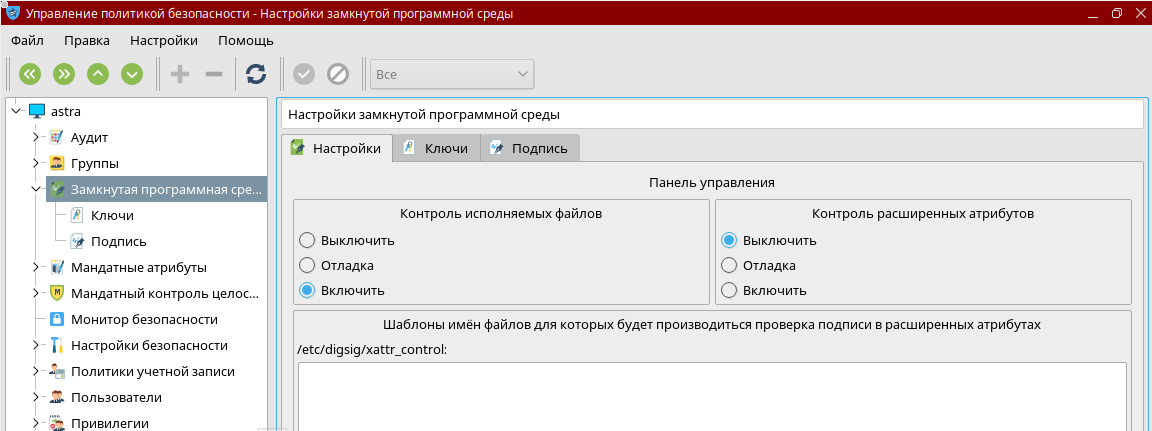 Управление политикой безопасности - Настройки замкнутой программной среды
Файл Правка Настройки Помощь
Все
astra
Аудит
Группы
Замкнутая программная сре...
Ключи
Подпись
Мандатные атрибуты
Мандатный контроль целос...
Монитор безопасности
Настройки безопасности
Политики учетной записи
Пользователи
Привилегии
Настройки замкнутой программной среды
Настройки Ключи Подпись
Панель управления
Контроль исполняемых файлов
Выключить
Отладка
Включить
Контроль расширенных атрибутов
Выключить
Отладка
Включить
Шаблоны имён файлов для которых будет производиться проверка подписи в расширенных атрибутах
/etc/digsig/xattr_control: